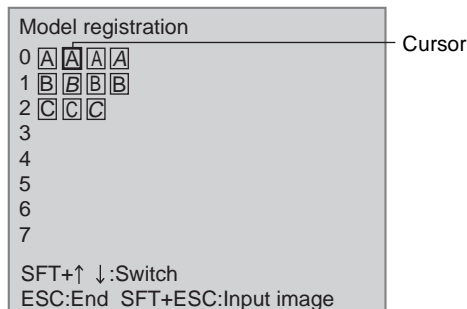 Model registration
Cursor
0 A A A A
1 B B B B
2 C C C
3
4
5
6
7
SFT+↑ ↓:Switch
ESC:End SFT+ESC:Input image